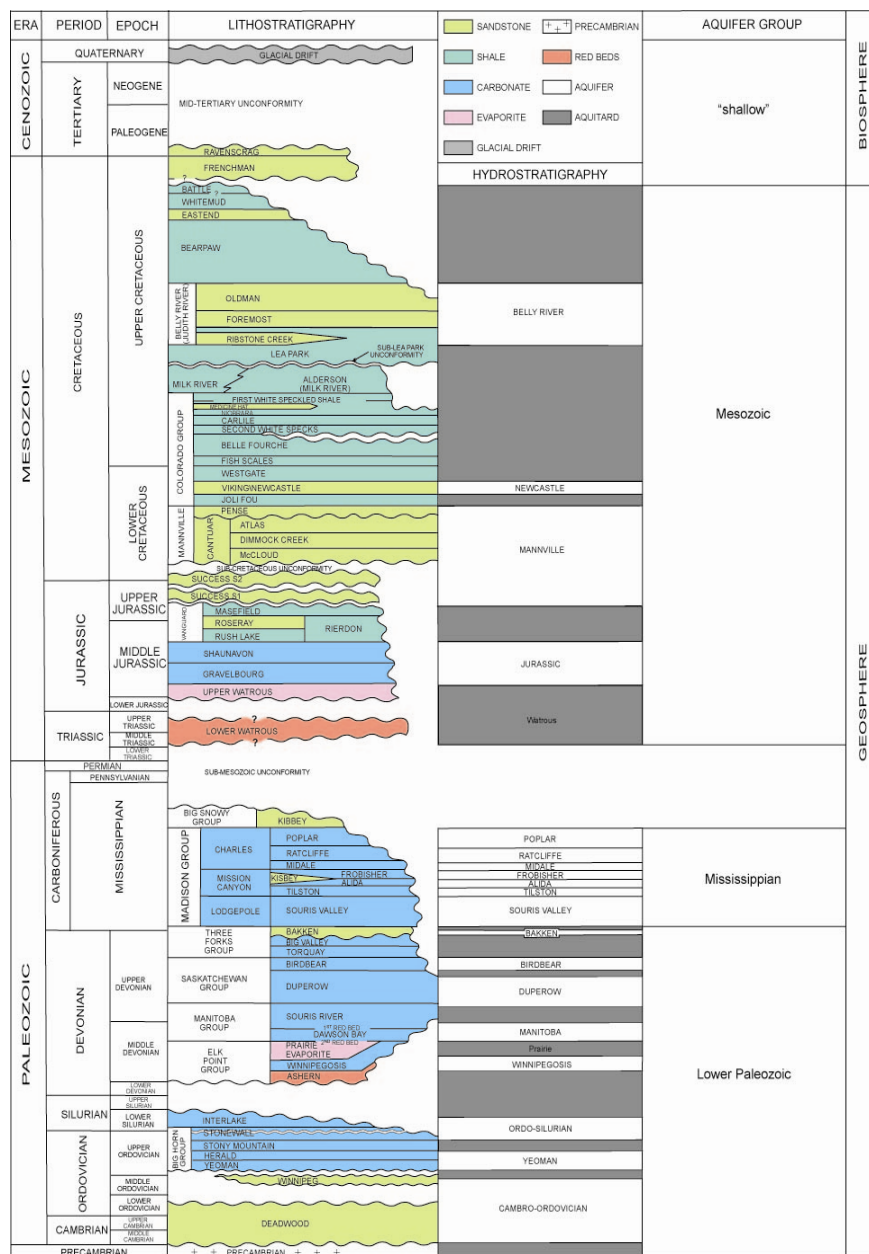 ERA PERIOD EPOCH LITHOSTRATIGRAPHY AQUIFER GROUP
SANDSTONE
PRECAMBRIAN
SHALE
RED BEDS
CARBONATE
AQUIFER
EVAPORITE
AQUITARD
GLACIAL DRIFT
HYDROSTRATIGRAPHY
CENOZOIC
QUATERNARY
TERTIARY
NEOGENE
PALEOGENE
GLACIAL DRIFT
MID-TERTIARY UNCONFORMITY
RAVENSCRAG
FRENCHMAN
"shallow"
BIOSPHERE
MESOZOIC
CRETACEOUS
UPPER CRETACEOUS
?
BATTLE
?
WHITEMUD
EASTEND
BEARPAW
BELLY RIVER
(JUDITH RIVER)
OLDMAN
FOREMOST
RIBSTONE CREEK
BELLY RIVER
LEA PARK
SUB-LEA PARK
UNCONFORMITY
MILK RIVER
ALDERSON
(MILK RIVER)
Mesozoic
COLORADO GROUP
FIRST WHITE SPECKLED SHALE
MEDICINE HAT
NIOBRARA
CARLILE
SECOND WHITE SPECKS
BELLE FOURCHE
FISH SCALES
WESTGATE
LOWER
CRETACEOUS
VIKING\NEWCASTLE
NEWCASTLE
JOLI FOU
MANNVILLE
PENSE
CANTUAR
ATLAS
DIMMOCK CREEK
McCLOUD
MANNVILLE
SUB-CRETACEOUS UNCONFORMITY
SUCCESS S2
JURASSIC
UPPER
JURASSIC
SUCCESS S1
VANGUARD
MASEFIELD
ROSERAY
RUSH LAKE
RIERDON
MIDDLE
JURASSIC
SHAUNAVON
GRAVELBOURG
JURASSIC
UPPER WATROUS
LOWER JURASSIC
GEOSPHERE
TRIASSIC
UPPER
TRIASSIC
MIDDLE
TRIASSIC
LOWER
TRIASSIC
?
LOWER WATROUS
?
Watrous
PALEOZOIC
PERMIAN
CARBONIFEROUS
PENNSYLVANIAN
SUB-MESOZOIC UNCONFORMITY
MISSISSIPPIAN
BIG SNOWY
GROUP
KIBBEY
MADISON GROUP
CHARLES
POPLAR
RATCLIFFE
MIDALE
MISSION
CANYON
KISBEY
FROBISHER
ALIDA
TILSTON
LODGEPOLE
SOURIS VALLEY
POPLAR
RATCLIFFE
MIDALE
FROBISHER
ALIDA
TILSTON
SOURIS VALLEY
Mississippian
DEVONIAN
UPPER
DEVONIAN
THREE
FORKS
GROUP
BAKKEN
BIG VALLEY
TORQUAY
BAKKEN
SASKATCHEWAN
GROUP
BIRDBEAR
DUPEROW
BIRDBEAR
DUPEROW
MANITOBA
GROUP
SOURIS RIVER
1ST RED BED
DAWSON BAY
2ND RED BED
MANITOBA
MIDDLE
DEVONIAN
ELK
POINT
GROUP
PRAIRIE
EVAPORITE
WINNIPEGOSIS
ASHERN
Prairie
WINNIPEGOSIS
LOWER
DEVONIAN
Lower Paleozoic
SILURIAN
UPPER
SILURIAN
LOWER
SILURIAN
INTERLAKE
ORDO-SILURIAN
ORDOVICIAN
UPPER
ORDOVICIAN
BIG HORN
GROUP
STONEWALL
STONY MOUNTAIN
HERALD
YEOMAN
YEOMAN
MIDDLE
ORDOVICIAN
WINNIPEG
LOWER
ORDOVICIAN
CAMBRO-ORDOVICIAN
CAMBRIAN
UPPER
CAMBRIAN
MIDDLE
CAMBRIAN
DEADWOOD
PRECAMBRIAN
PRECAMBRIAN